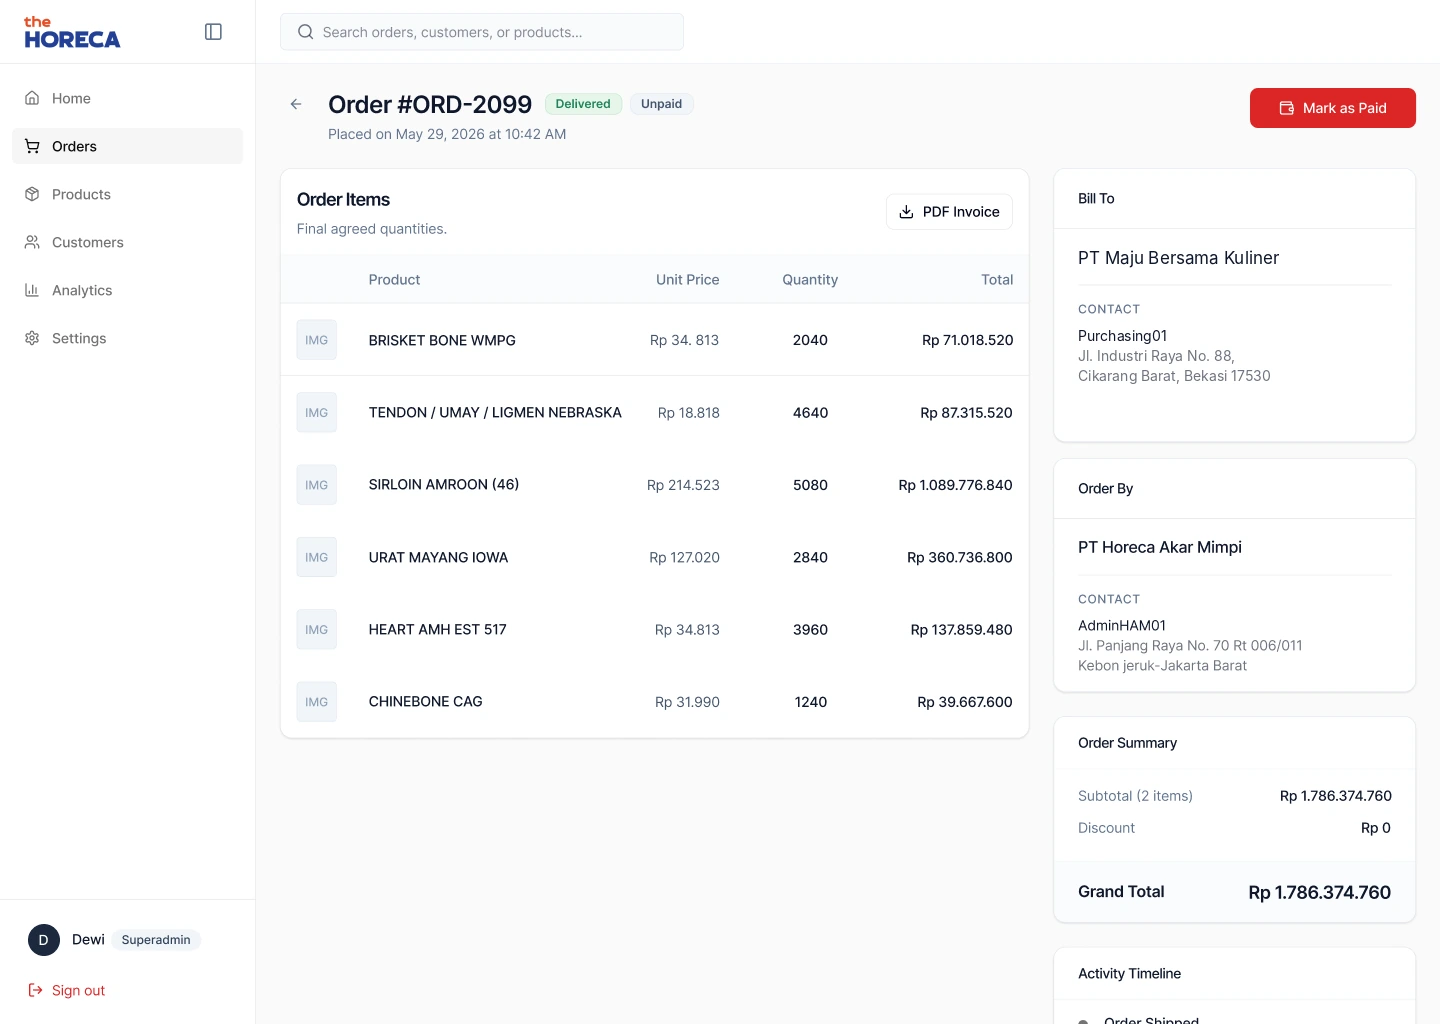 the
HORECA
Search orders, customers, or products...
Home
Orders
Products
Customers
Analytics
Settings
Order #ORD-2099 Delivered Unpaid
Placed on May 29, 2026 at 10:42 AM
Mark as Paid
Order Items
Final agreed quantities.
PDF Invoice
Product Unit Price Quantity Total
IMG BRISKET BONE WMPG Rp 34. 813 2040 Rp 71.018.520
IMG TENDON / UMAY / LIGMEN NEBRASKA Rp 18.818 4640 Rp 87.315.520
IMG SIRLOIN AMROON (46) Rp 214.523 5080 Rp 1.089.776.840
IMG URAT MAYANG IOWA Rp 127.020 2840 Rp 360.736.800
IMG HEART AMH EST 517 Rp 34.813 3960 Rp 137.859.480
IMG CHINEBONE CAG Rp 31.990 1240 Rp 39.667.600
Bill To
PT Maju Bersama Kuliner
CONTACT
Purchasing01
Jl. Industri Raya No. 88,
Cikarang Barat, Bekasi 17530
Order By
PT Horeca Akar Mimpi
CONTACT
AdminHAM01
Jl. Panjang Raya No. 70 Rt 006/011
Kebon jeruk-Jakarta Barat
Order Summary
Subtotal (2 items) Rp 1.786.374.760
Discount Rp 0
Grand Total Rp 1.786.374.760
Activity Timeline
Order Shipped
D Dewi Superadmin
Sign out